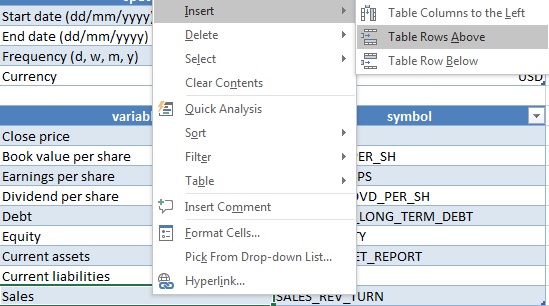 Start date (dd/mm/yyyy)
End date (dd/mm/yyyy)
Frequency (d, w, m, y)
Currency
USD
Insert
Delete
Select
Clear Contents
Quick Analysis
Sort
Filter
Table
Insert Comment
Format Cells...
Pick From Drop-down List...
Hyperlink...
Table Columns to the Left
Table Rows Above
Table Row Below
variab
symbol
Close price
Book value per share
ER_SH
Earnings per share
PS
Dividend per share
DVD_PER_SH
Debt
_LONG_TERM_DEBT
Equity
TY
Current assets
ET_REPORT
Current liabilities
Sales
SALES_REV_TURN